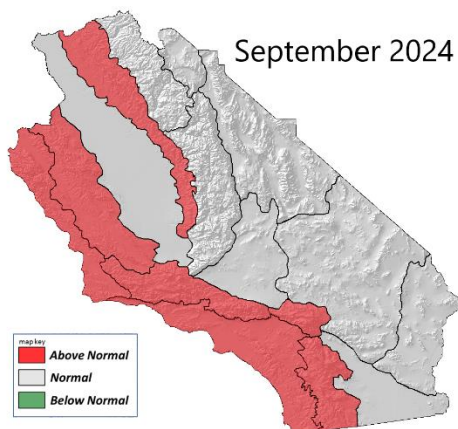 September 2024
map key
Above Normal
Normal
Below Normal